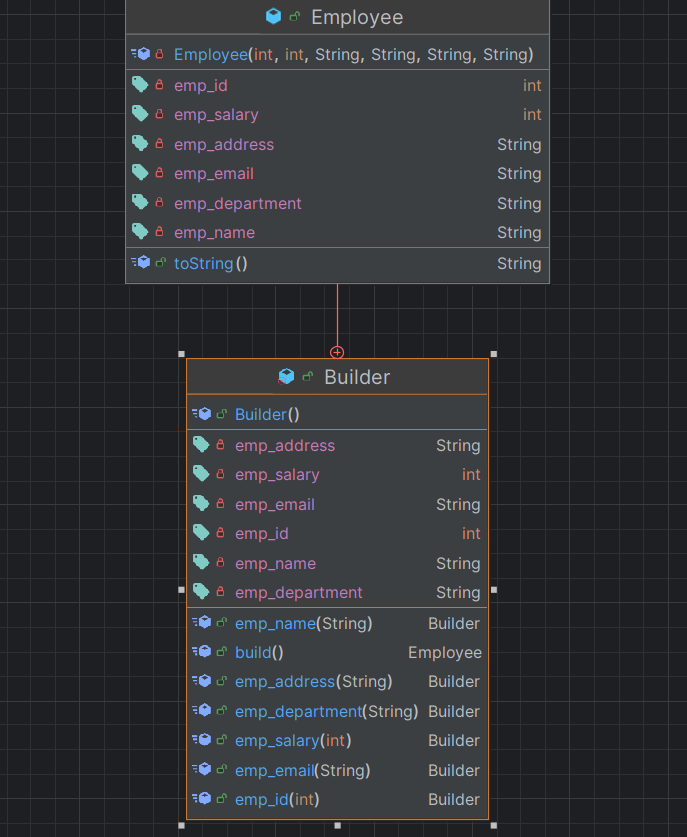 Employee
Employee(int, int, String, String, String, String)
emp_id int
emp_salary int
emp_address String
emp_email String
emp_department String
emp_name String
toString() String
Builder
Builder()
emp_address String
emp_salary int
emp_email String
emp_id int
emp_name String
emp_department String
emp_name(String) Builder
build() Employee
emp_address(String) Builder
emp_department(String) Builder
emp_salary(int) Builder
emp_email(String) Builder
emp_id(int) Builder